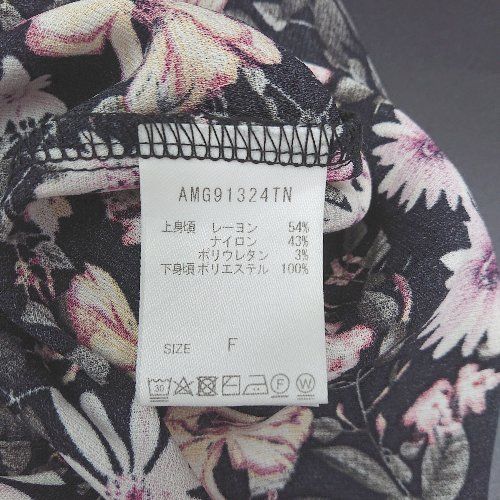 AMG91324TN
上身頃 レーヨン 54%
ナイロン 43%
ポリウレタン 3%
下身頃 ポリエステル 100%
SIZE F
30 F W